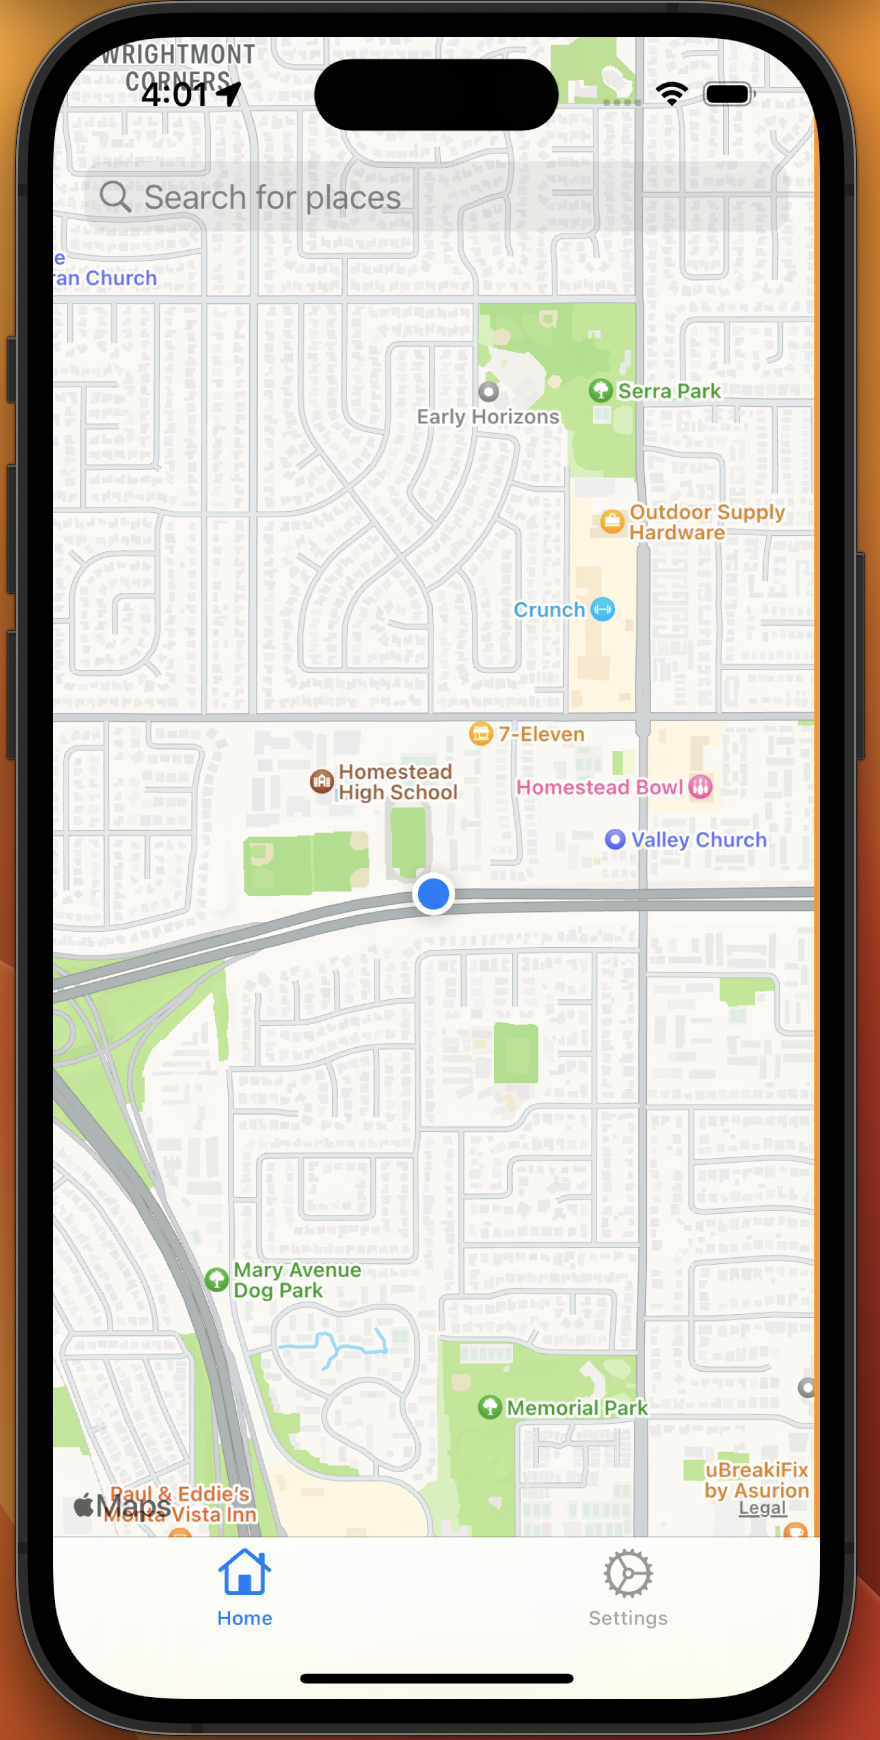 WRIGHTMONT
CORNERS
4:01
Search for places
e
ran Church
Serra Park
Early Horizons
Outdoor Supply
Hardware
Crunch
7-Eleven
Homestead
High School
Homestead Bowl
Valley Church
Mary Avenue
Dog Park
Memorial Park
uBreakiFix
by Asurion
Legal
Paul & Eddie's
Monta Vista Inn
Maps
Home
Settings